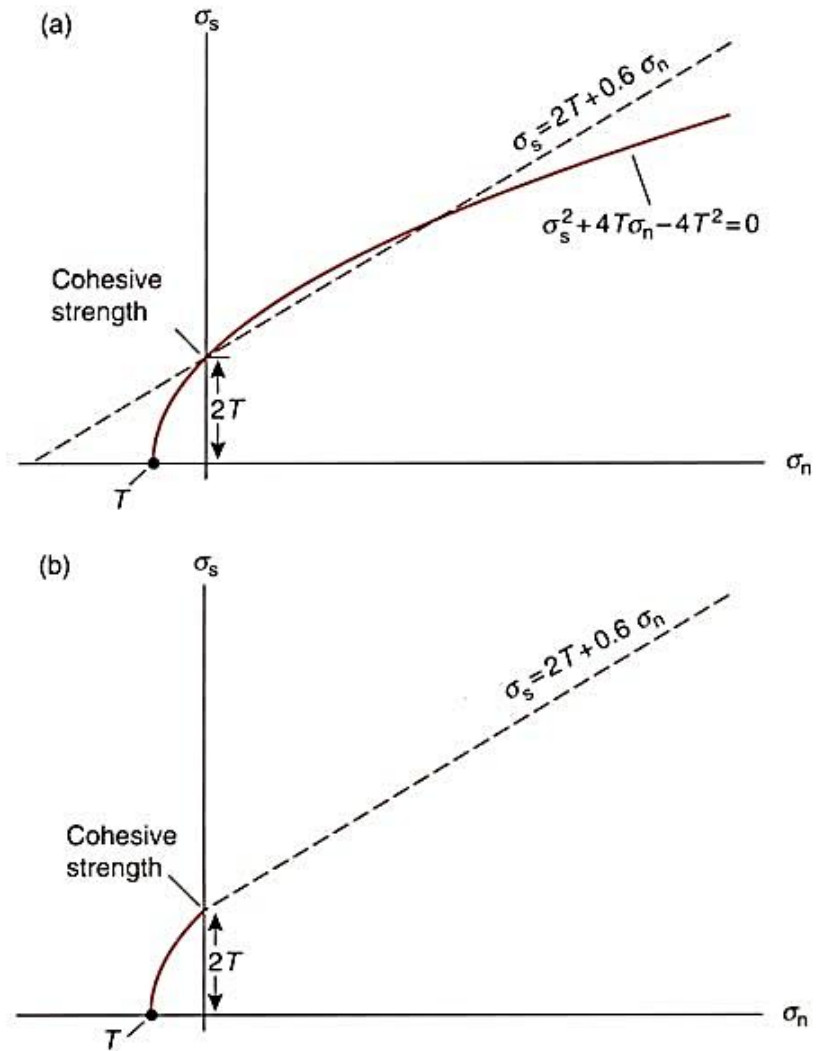 (a)
σₛ
σₛ=2T+0.6 σₙ
σₛ²+4Tσₙ−4T²=0
Cohesive
strength
2T
T
σₙ
(b)
σₛ
σₛ=2T+0.6 σₙ
Cohesive
strength
2T
T
σₙ